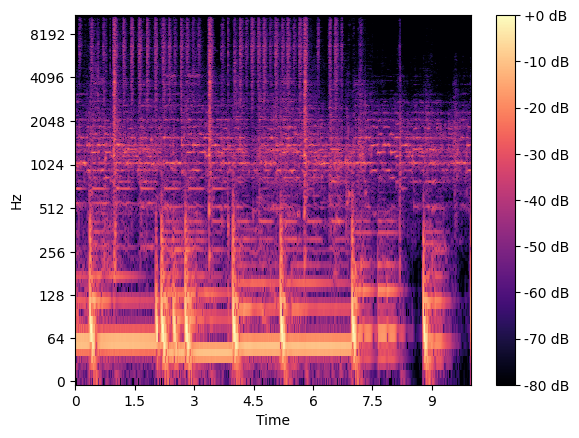 8192
4096
2048
1024
512
256
128
64
0
Hz
0
1.5
3
4.5
6
7.5
9
Time
+0 dB
-10 dB
-20 dB
-30 dB
-40 dB
-50 dB
-60 dB
-70 dB
-80 dB